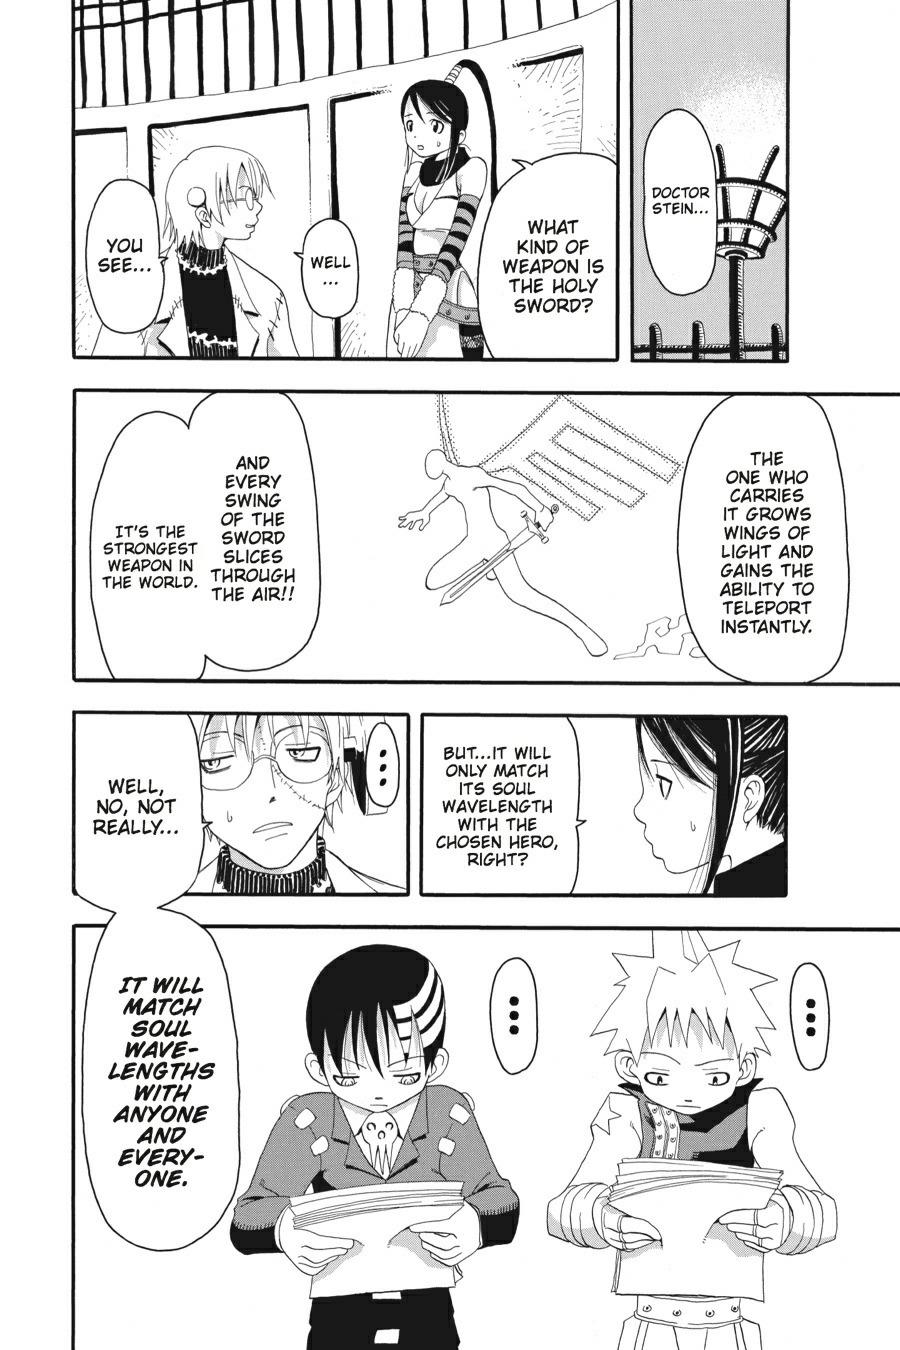 DOCTOR
STEIN...
WHAT
KIND OF
WEAPON IS
THE HOLY
SWORD?
WELL
...
YOU
SEE...
THE
ONE WHO
CARRIES
IT GROWS
WINGS OF
LIGHT AND
GAINS THE
ABILITY TO
TELEPORT
INSTANTLY.
AND
EVERY
SWING
OF THE
SWORD
SLICES
THROUGH
THE AIR!!
IT'S THE
STRONGEST
WEAPON IN
THE WORLD.
BUT...IT WILL
ONLY MATCH
ITS SOUL
WAVELENGTH
WITH THE
CHOSEN HERO,
RIGHT?
...
WELL,
NO, NOT
REALLY...
IT WILL
MATCH
SOUL
WAVE-
LENGTHS
WITH
ANYONE
AND
EVERY-
ONE.
...
...